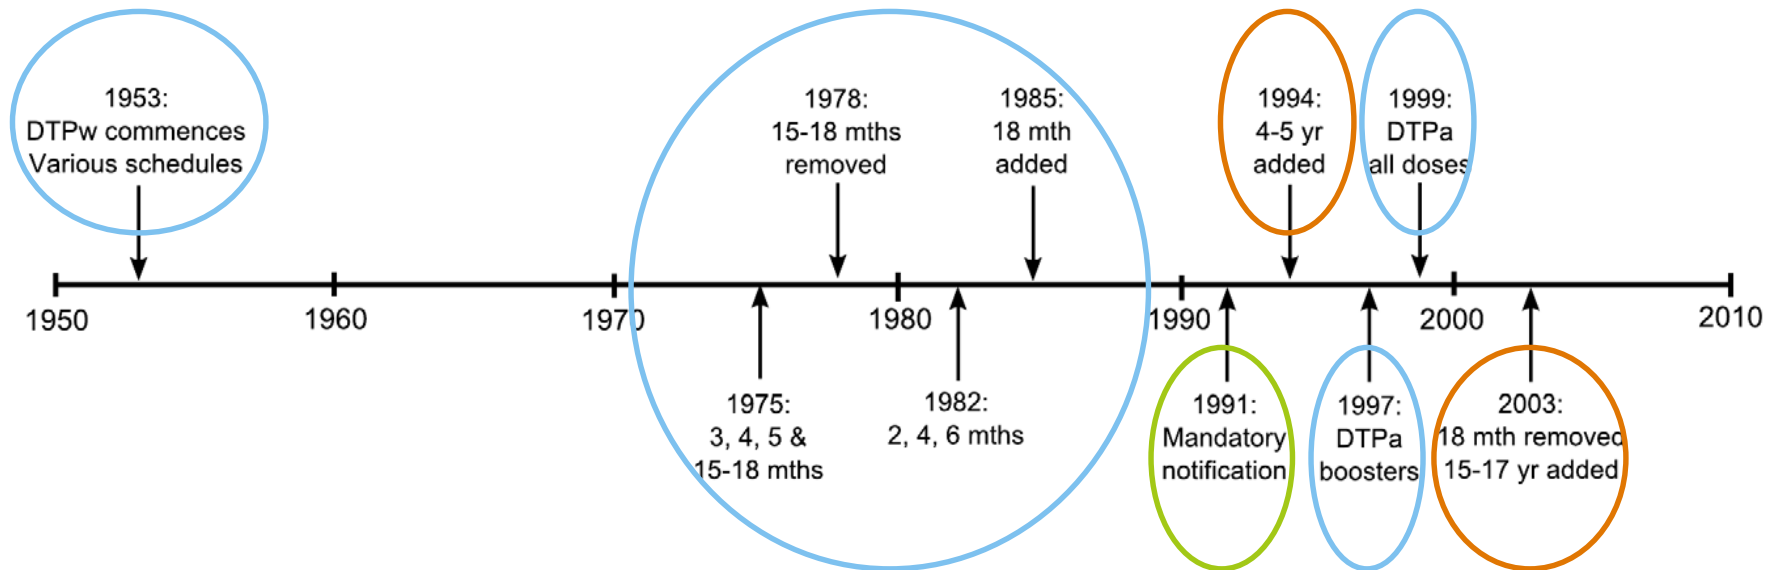 1953:
DTPw commences
Various schedules
1978:
15-18 mths
removed
1985:
18 mth
added
1994:
4-5 yr
added
1999:
DTPa
all doses
1950
1960
1970
1980
1990
2000
2010
1975:
3, 4, 5 &
15-18 mths
1982:
2, 4, 6 mths
1991:
Mandatory
notification
1997:
DTPa
boosters
2003:
18 mth removed
15-17 yr added